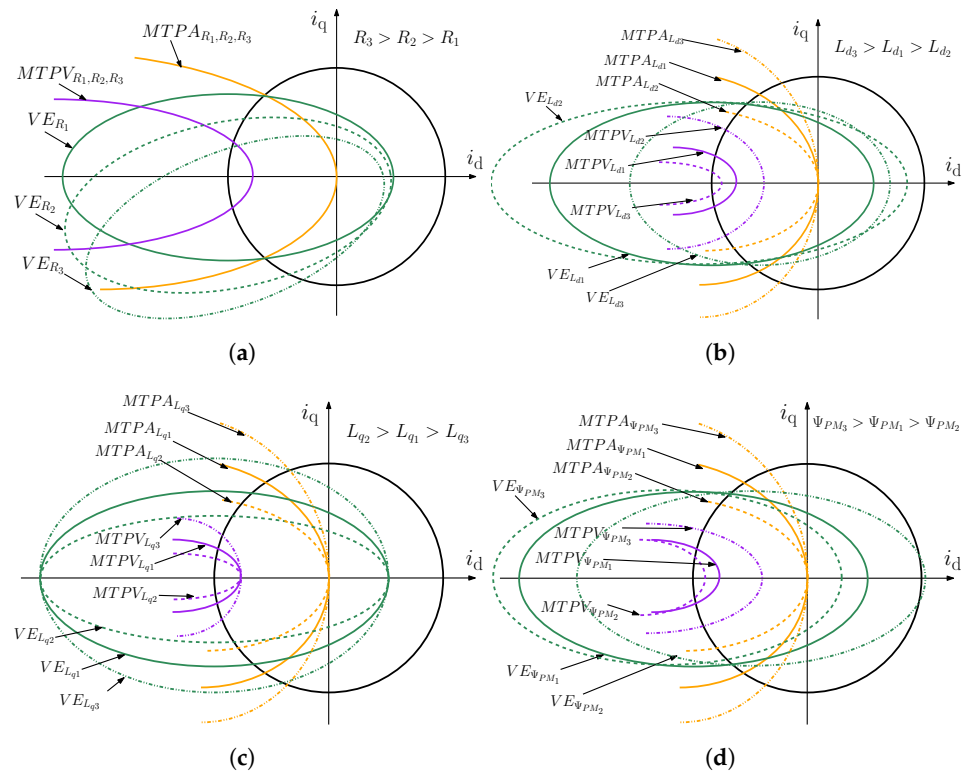 i_q
MTPA_{R_1,R_2,R_3}
R_3 > R_2 > R_1
MTPV_{R_1,R_2,R_3}
VE_{R_1}
i_d
VE_{R_2}
VE_{R_3}
(a)
i_q
MTPA_{L_{d3}}
L_{d3} > L_{d1} > L_{d2}
MTPA_{L_{d1}}
MTPA_{L_{d2}}
VE_{L_{d2}}
MTPV_{L_{d2}}
MTPV_{L_{d1}}
i_d
MTPV_{L_{d3}}
VE_{L_{d1}}
VE_{L_{d3}}
(b)
MTPA_{L_{q3}}
i_q
L_{q2} > L_{q1} > L_{q3}
MTPA_{L_{q1}}
MTPA_{L_{q2}}
MTPV_{L_{q3}}
MTPV_{L_{q1}}
i_d
MTPV_{L_{q2}}
VE_{L_{q2}}
VE_{L_{q1}}
VE_{L_{q3}}
(c)
i_q
MTPA_{Ψ_{PM_3}}
Ψ_{PM_3} > Ψ_{PM_1} > Ψ_{PM_2}
MTPA_{Ψ_{PM_1}}
MTPA_{Ψ_{PM_2}}
VE_{Ψ_{PM_3}}
MTPV_{Ψ_{PM_3}}
MTPV_{Ψ_{PM_1}}
i_d
MTPV_{Ψ_{PM_2}}
VE_{Ψ_{PM_1}}
VE_{Ψ_{PM_2}}
(d)